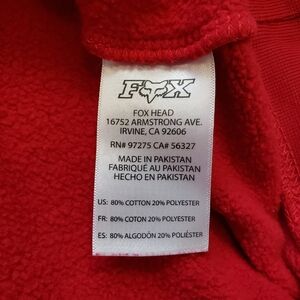 FOX
FOX HEAD
16752 ARMSTRONG AVE.
IRVINE, CA 92606
RN# 97275 CA# 56327
MADE IN PAKISTAN
FABRIQUÉ AU PAKISTAN
HECHO EN PAKISTAN
US: 80% COTTON 20% POLYESTER
FR: 80% COTON 20% POLYESTER
ES: 80% ALGODÓN 20% POLIÉSTER